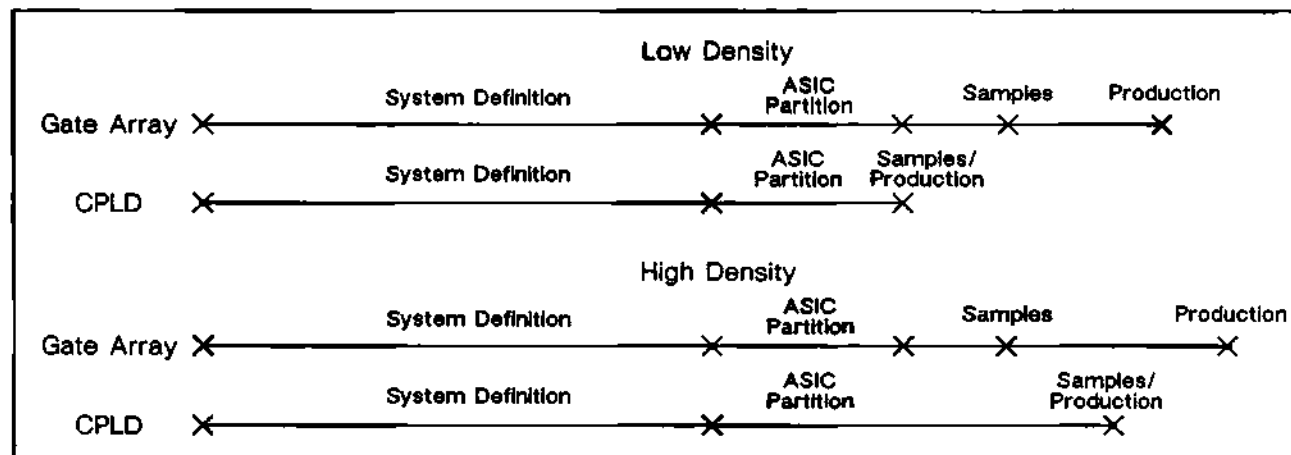 Low Density
System Definition
ASIC
Partition
Samples
Production
Gate Array
System Definition
ASIC
Partition
Samples/
Production
CPLD
High Density
System Definition
ASIC
Partition
Samples
Production
Gate Array
System Definition
ASIC
Partition
Samples/
Production
CPLD